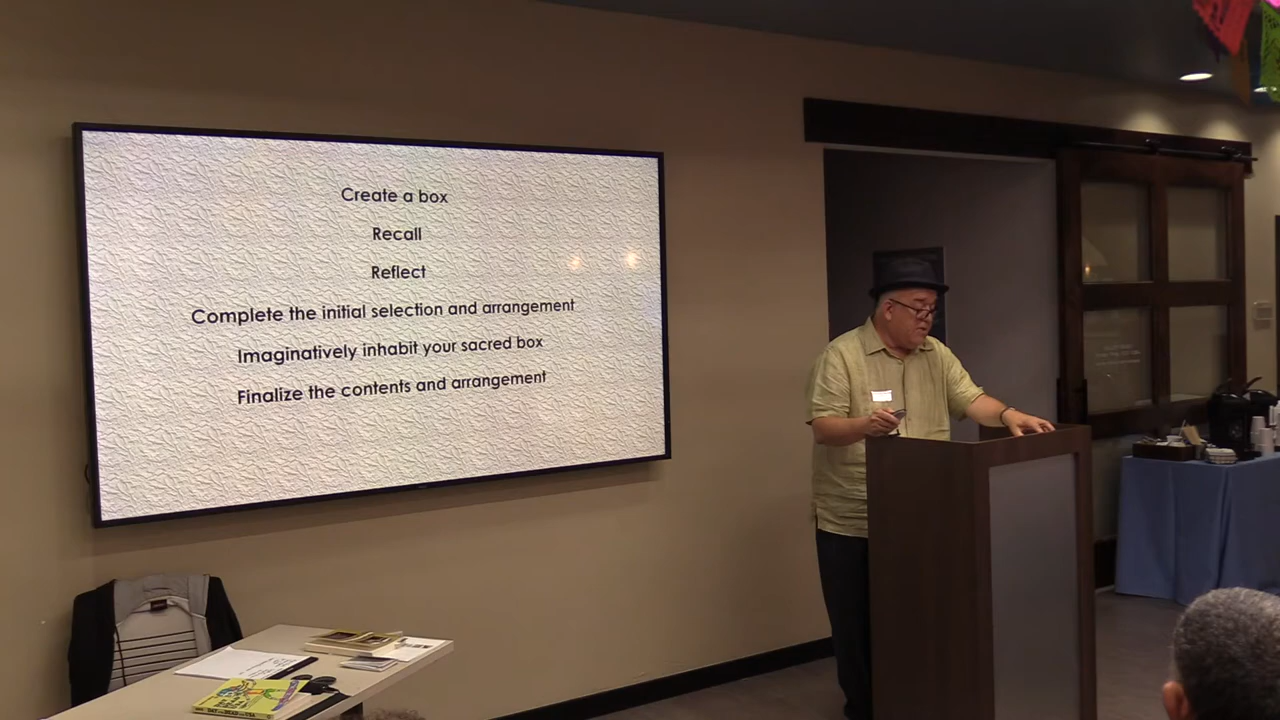 Create a box
Recall
Reflect
Complete the initial selection and arrangement
Imaginatively inhabit your sacred box
Finalize the contents and arrangement